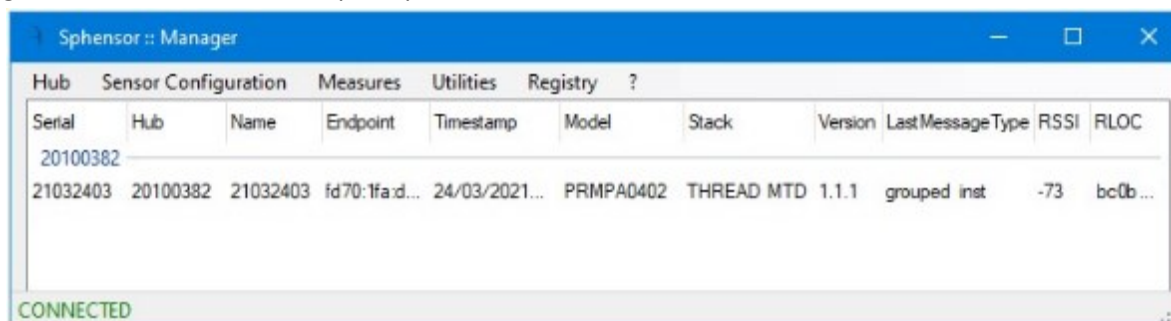 Sphensor :: Manager
Hub Sensor Configuration Measures Utilities Registry ?
Serial Hub Name Endpoint Timestamp Model Stack Version LastMessageType RSSI RLOC
20100382
21032403 20100382 21032403 fd70:1fa:d... 24/03/2021... PRMPA0402 THREAD MTD 1.1.1 grouped inst -73 bc0b...
CONNECTED